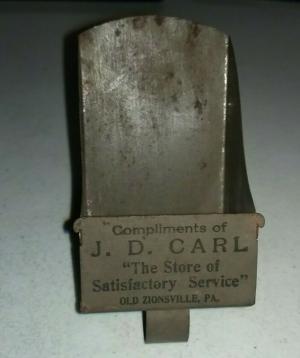 Compliments of
J. D. CARL
"The Store of
Satisfactory Service"
OLD ZIONSVILLE, PA.